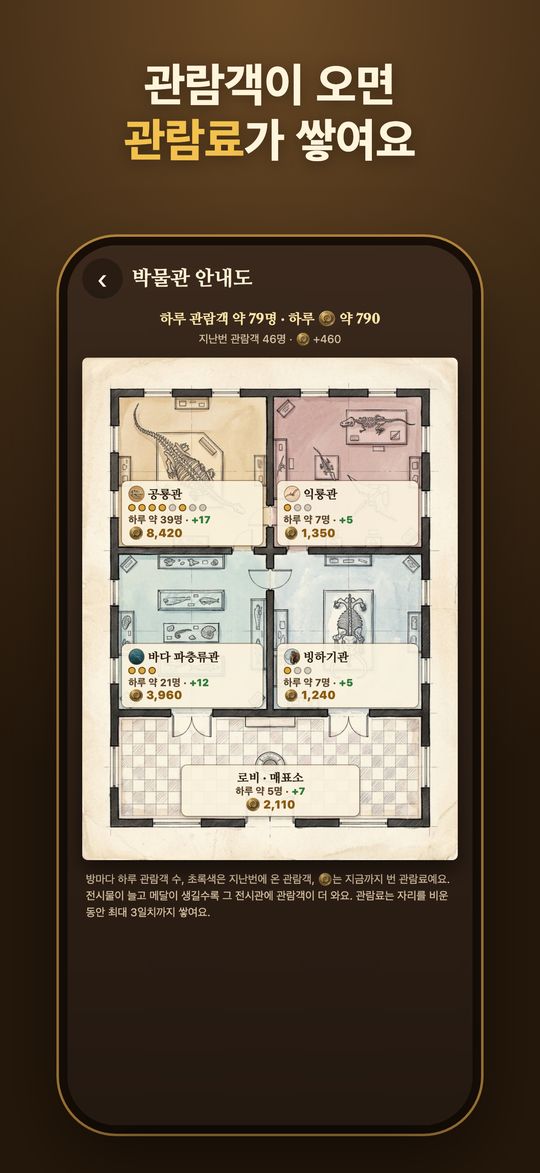 관람객이 오면
관람료가 쌓여요
박물관 안내도
하루 관람객 약 79명 · 하루 약 790
지난번 관람객 46명 · +460
공룡관
하루 약 39명 · +17
8,420
익룡관
하루 약 7명 · +5
1,350
바다 파충류관
하루 약 21명 · +12
3,960
빙하기관
하루 약 7명 · +5
1,240
로비 · 매표소
하루 약 5명 · +7
2,110
방마다 하루 관람객 수, 초록색은 지난번에 온 관람객, 는 지금까지 번 관람료예요.
전시물이 늘고 메달이 생길수록 그 전시관에 관람객이 더 와요. 관람료는 자리를 비운
동안 최대 3일치까지 쌓여요.